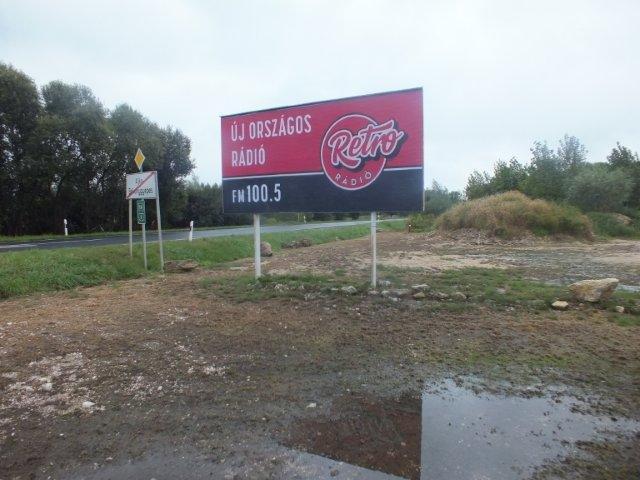 ÚJ ORSZÁGOS
RÁDIÓ
FM 100.5
Retro
RÁDIÓ